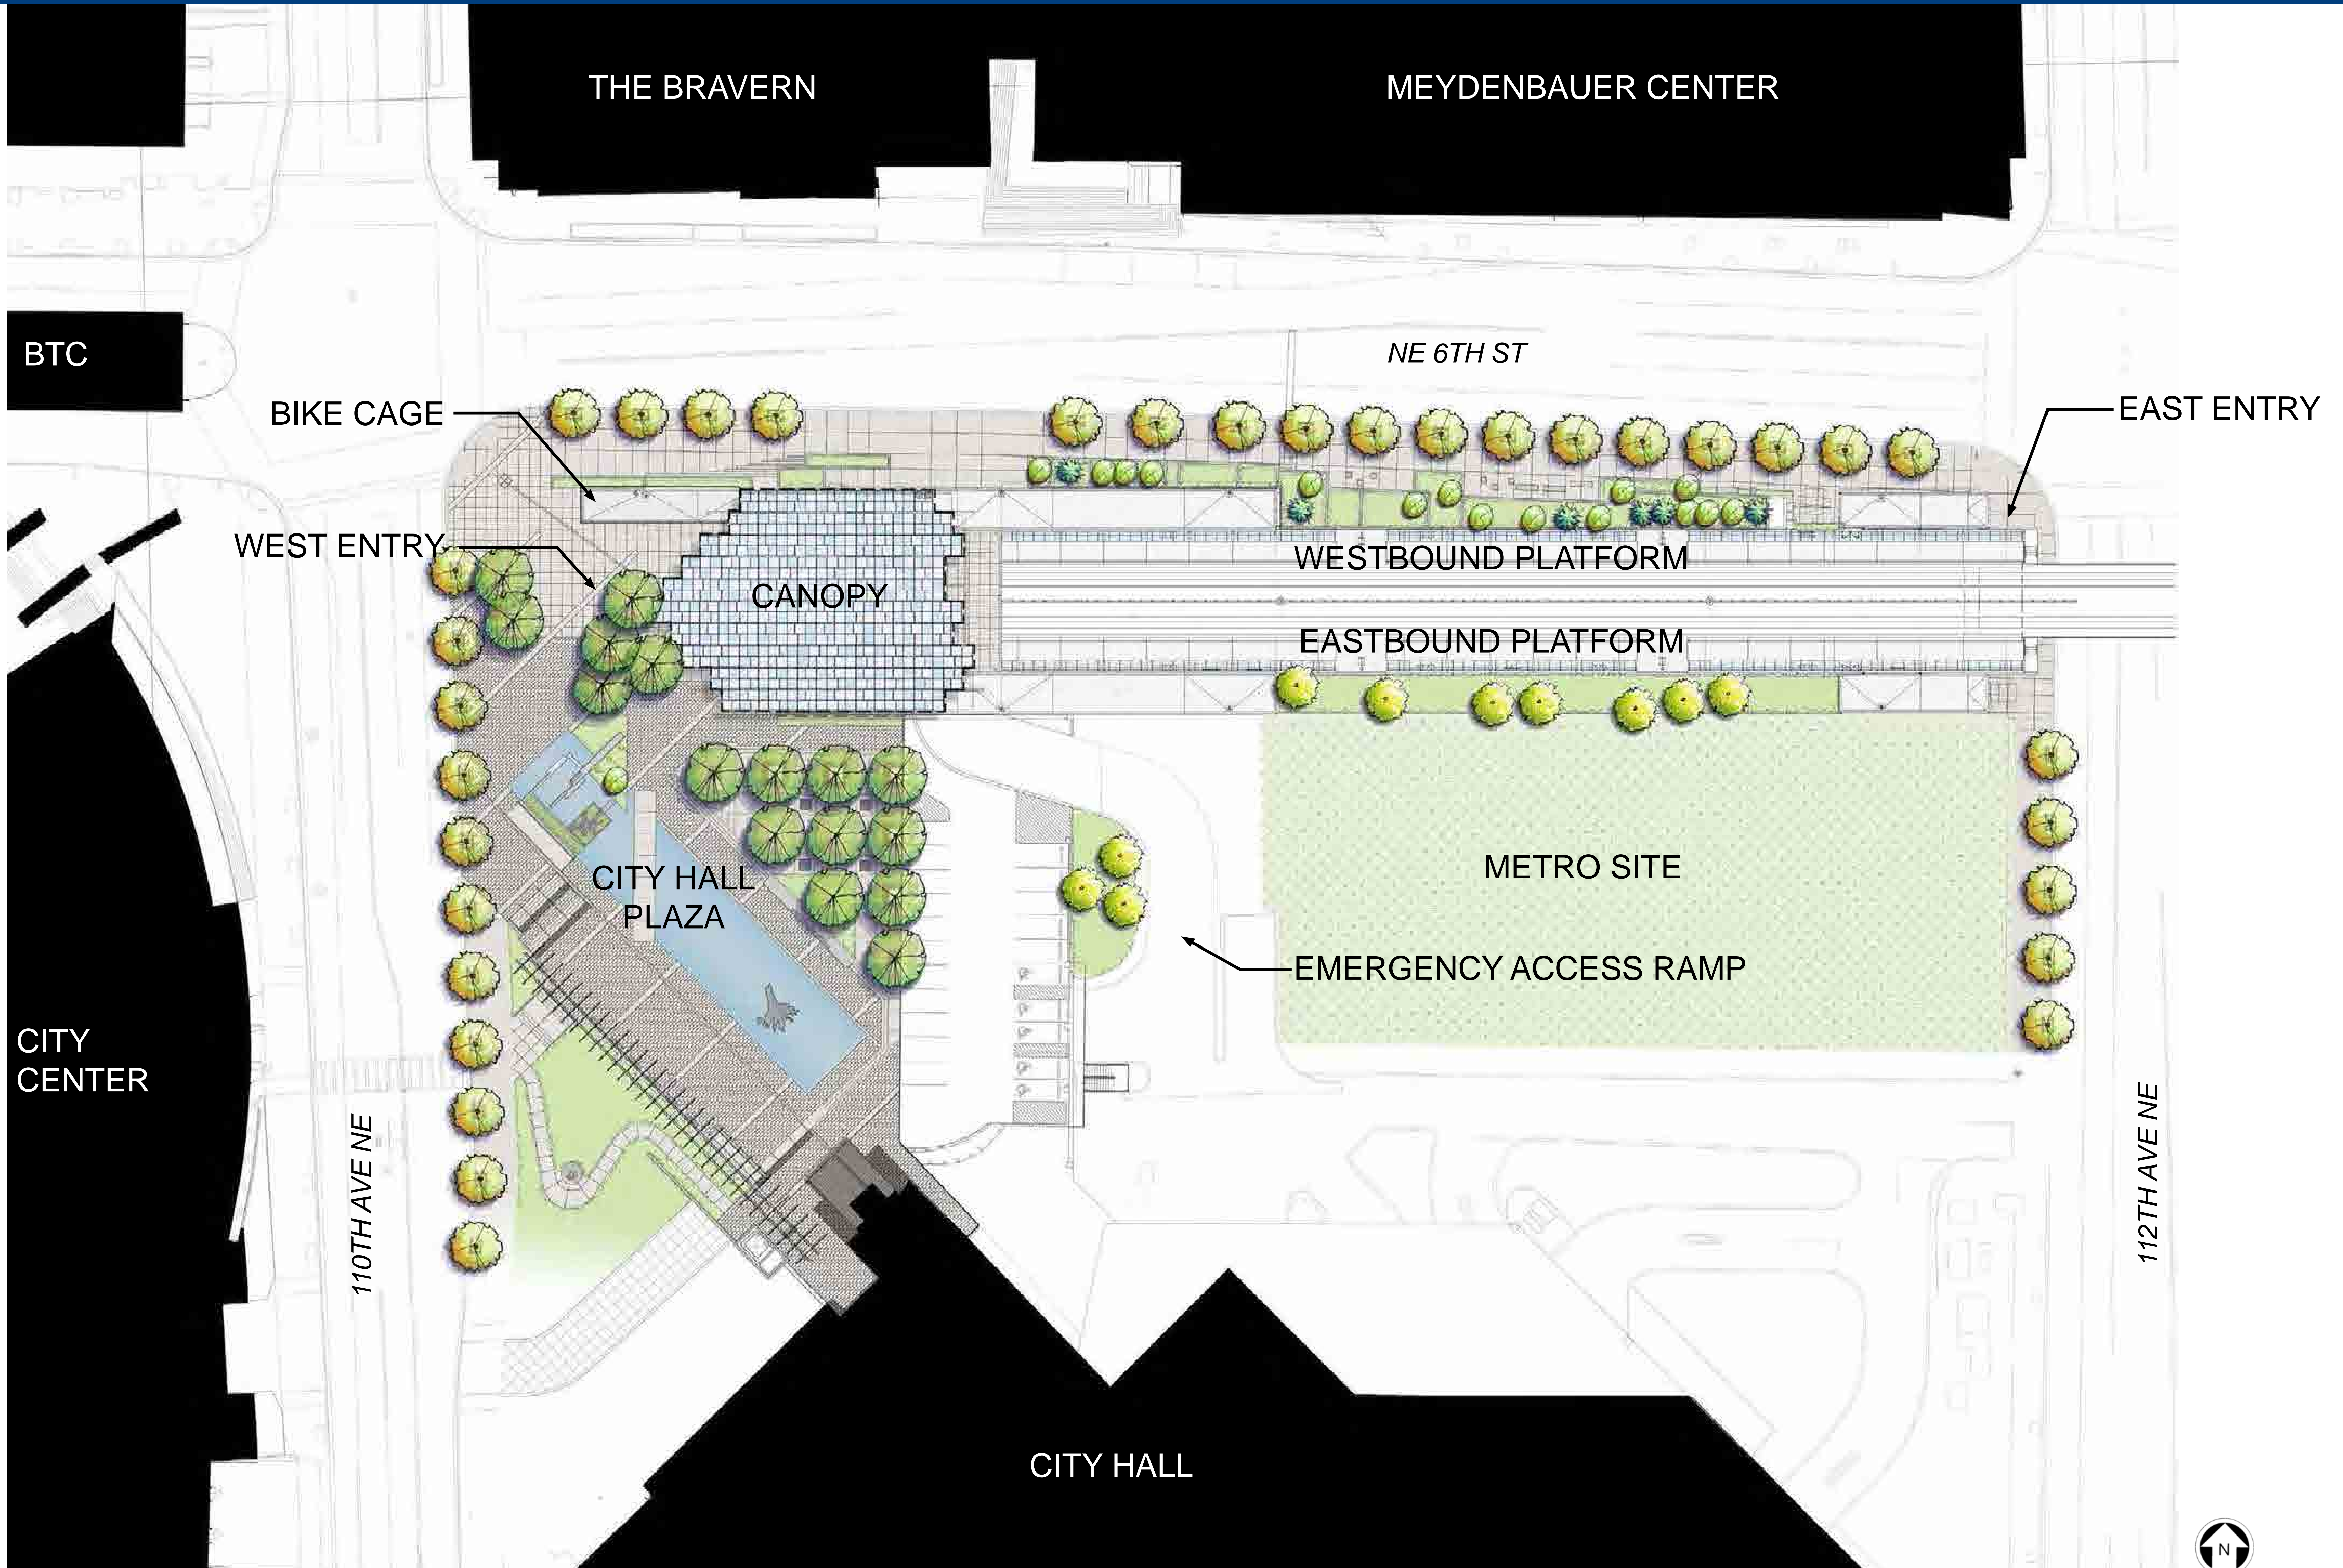 THE BRAVERN
MEYDENBAUER CENTER
BTC
NE 6TH ST
BIKE CAGE
EAST ENTRY
WEST ENTRY
WESTBOUND PLATFORM
CANOPY
EASTBOUND PLATFORM
CITY HALL
PLAZA
METRO SITE
EMERGENCY ACCESS RAMP
CITY
CENTER
110TH AVE NE
112TH AVE NE
CITY HALL
N